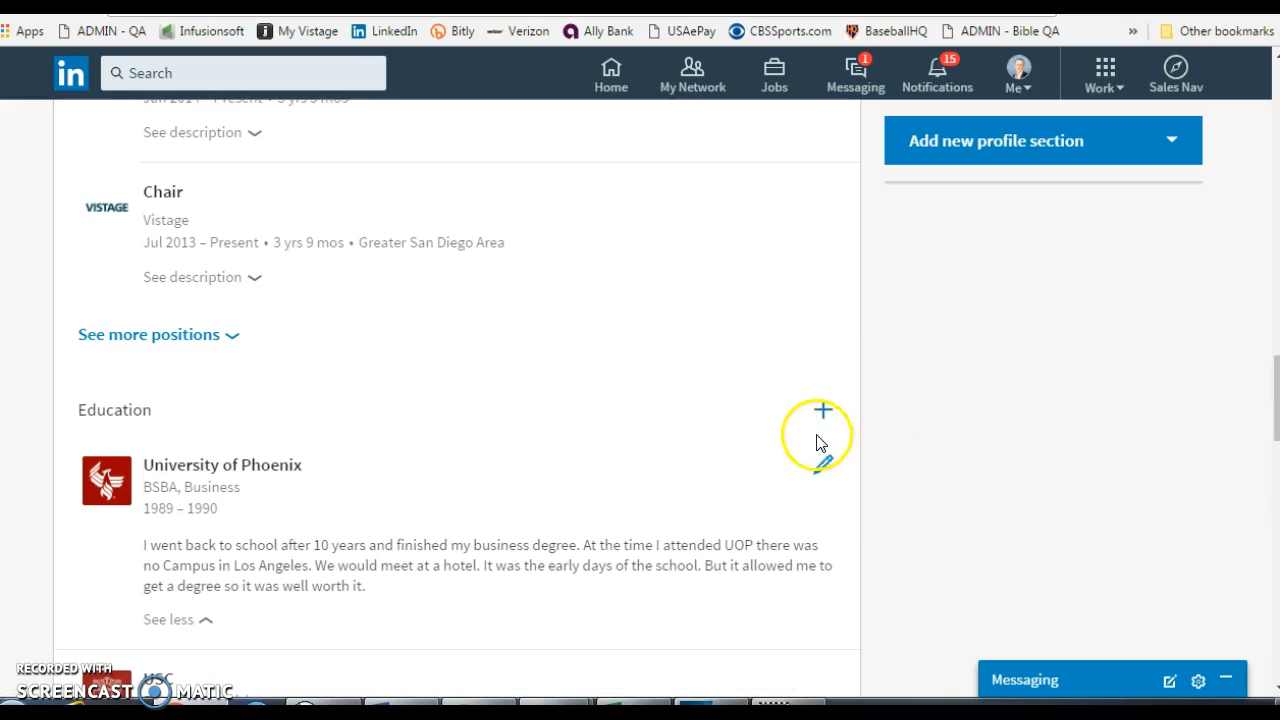 Apps ADMIN - QA Infusionsoft My Vistage LinkedIn Bitly Verizon Ally Bank USAePay CBSSports.com BaseballHQ ADMIN - Bible QA » Other bookmarks
in Search Home My Network Jobs 1 Messaging 15 Notifications Me Work Sales Nav
Present • 3 yrs
See description
Add new profile section
Chair
VISTAGE
Vistage
Jul 2013 – Present • 3 yrs 9 mos • Greater San Diego Area
See description
See more positions
Education
University of Phoenix
BSBA, Business
1989 – 1990
I went back to school after 10 years and finished my business degree. At the time I attended UOP there was
no Campus in Los Angeles. We would meet at a hotel. It was the early days of the school. But it allowed me to
get a degree so it was well worth it.
See less
USC
Messaging
RECORDED WITH
SCREENCAST MATIC